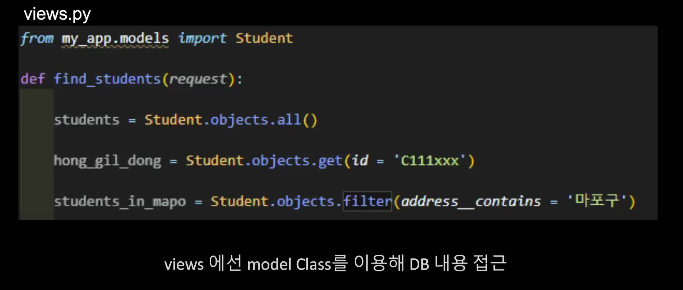 views.py
from my_app.models import Student
def find_students(request):
students = Student.objects.all()
hong_gil_dong = Student.objects.get(id = 'C111xxx')
students_in_mapo = Student.objects.filter(address__contains = '마포구')
views 에선 model Class를 이용해 DB 내용 접근